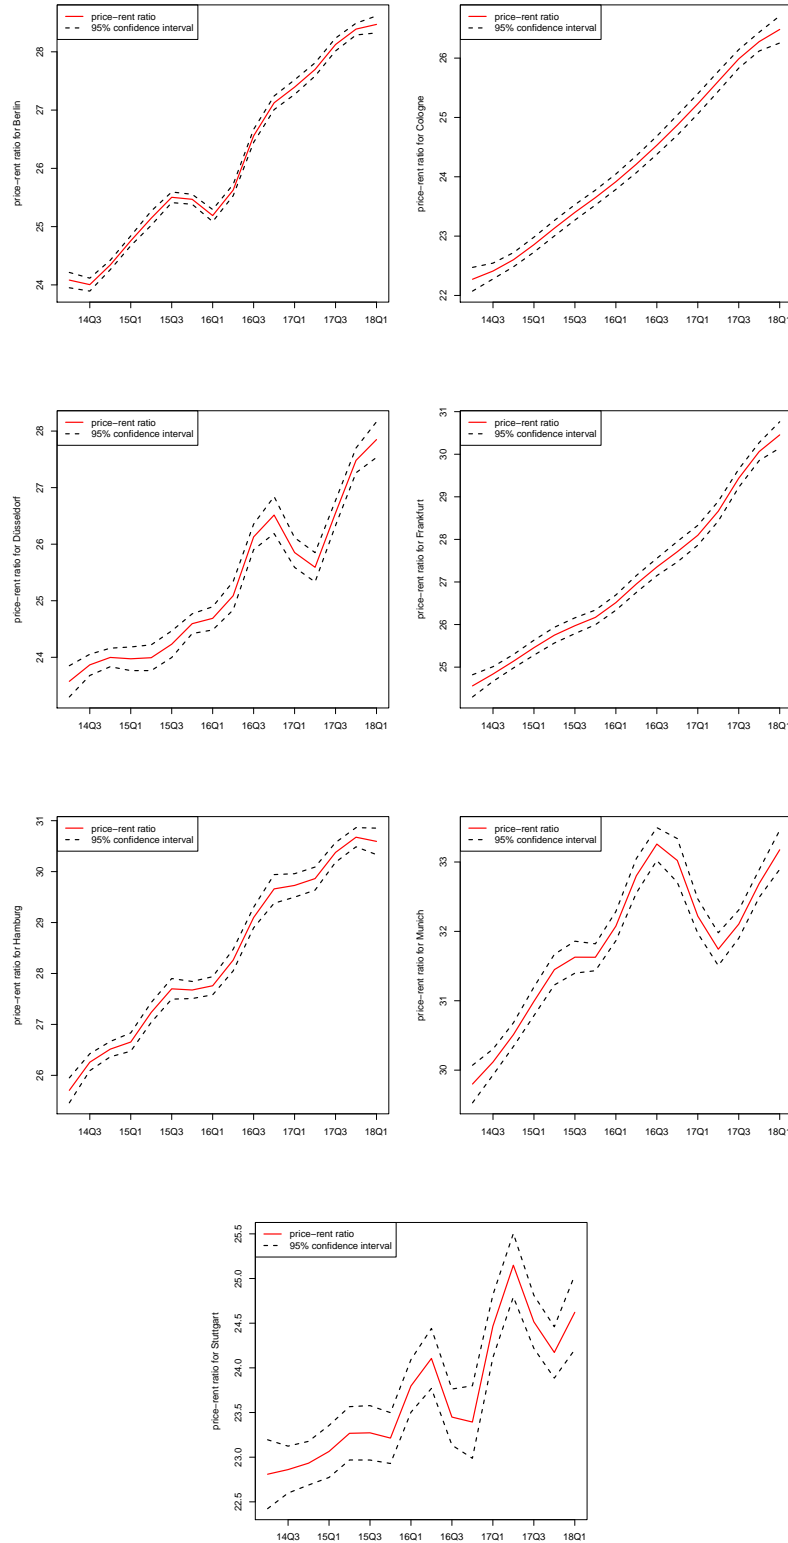 price−rent ratio
95% confidence interval
price−rent ratio for Berlin
28
27
26
25
24
14Q3 15Q1 15Q3 16Q1 16Q3 17Q1 17Q3 18Q1
price−rent ratio
95% confidence interval
price−rent ratio for Cologne
26
25
24
23
22
14Q3 15Q1 15Q3 16Q1 16Q3 17Q1 17Q3 18Q1
price−rent ratio
95% confidence interval
price−rent ratio for Düsseldorf
28
27
26
25
24
14Q3 15Q1 15Q3 16Q1 16Q3 17Q1 17Q3 18Q1
price−rent ratio
95% confidence interval
price−rent ratio for Frankfurt
31
30
29
28
27
26
25
14Q3 15Q1 15Q3 16Q1 16Q3 17Q1 17Q3 18Q1
price−rent ratio
95% confidence interval
price−rent ratio for Hamburg
31
30
29
28
27
26
14Q3 15Q1 15Q3 16Q1 16Q3 17Q1 17Q3 18Q1
price−rent ratio
95% confidence interval
price−rent ratio for Munich
33
32
31
30
14Q3 15Q1 15Q3 16Q1 16Q3 17Q1 17Q3 18Q1
price−rent ratio
95% confidence interval
price−rent ratio for Stuttgart
25.5
25.0
24.5
24.0
23.5
23.0
22.5
14Q3 15Q1 15Q3 16Q1 16Q3 17Q1 17Q3 18Q1